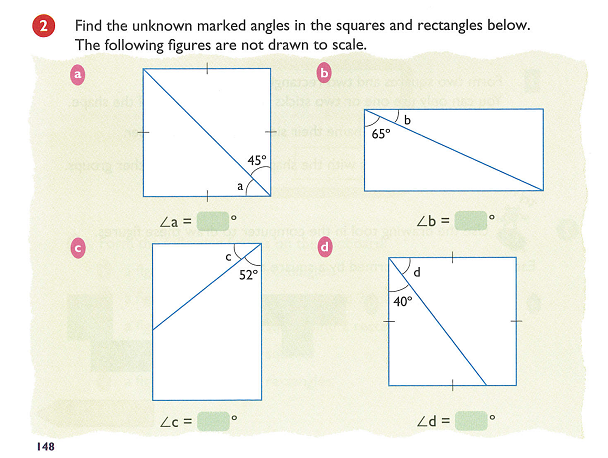 2 Find the unknown marked angles in the squares and rectangles below.
The following figures are not drawn to scale.
a
b
45°
a
65°
b
∠a = °
∠b = °
c
d
c
52°
d
40°
∠c = °
∠d = °
148